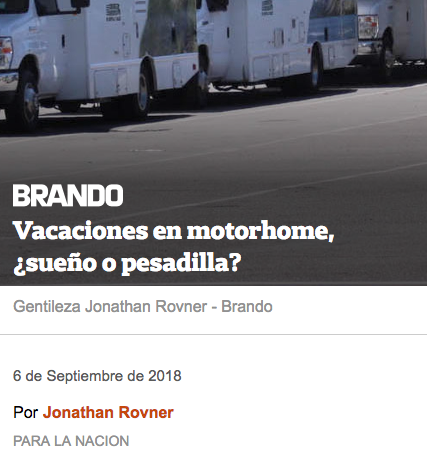 BRANDO
Vacaciones en motorhome,
¿sueño o pesadilla?
Gentileza Jonathan Rovner - Brando
6 de Septiembre de 2018
Por Jonathan Rovner
PARA LA NACION